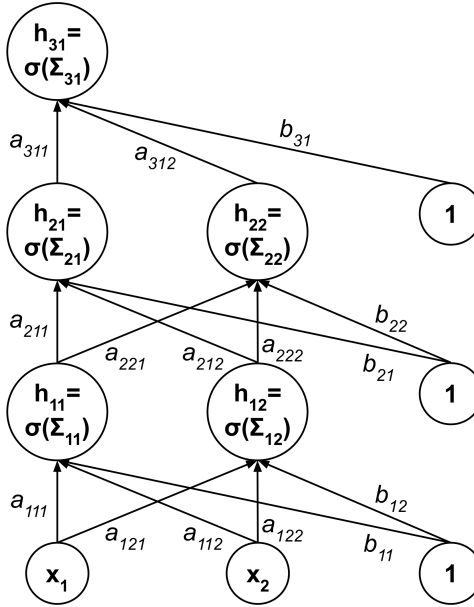 h₃₁=
σ(Σ₃₁)
a₃₁₁
a₃₁₂
b₃₁
h₂₁=
σ(Σ₂₁)
h₂₂=
σ(Σ₂₂)
1
a₂₁₁
a₂₂₁
a₂₁₂
a₂₂₂
b₂₁
b₂₂
h₁₁=
σ(Σ₁₁)
h₁₂=
σ(Σ₁₂)
1
a₁₁₁
a₁₂₁
a₁₁₂
a₁₂₂
b₁₁
b₁₂
x₁
x₂
1